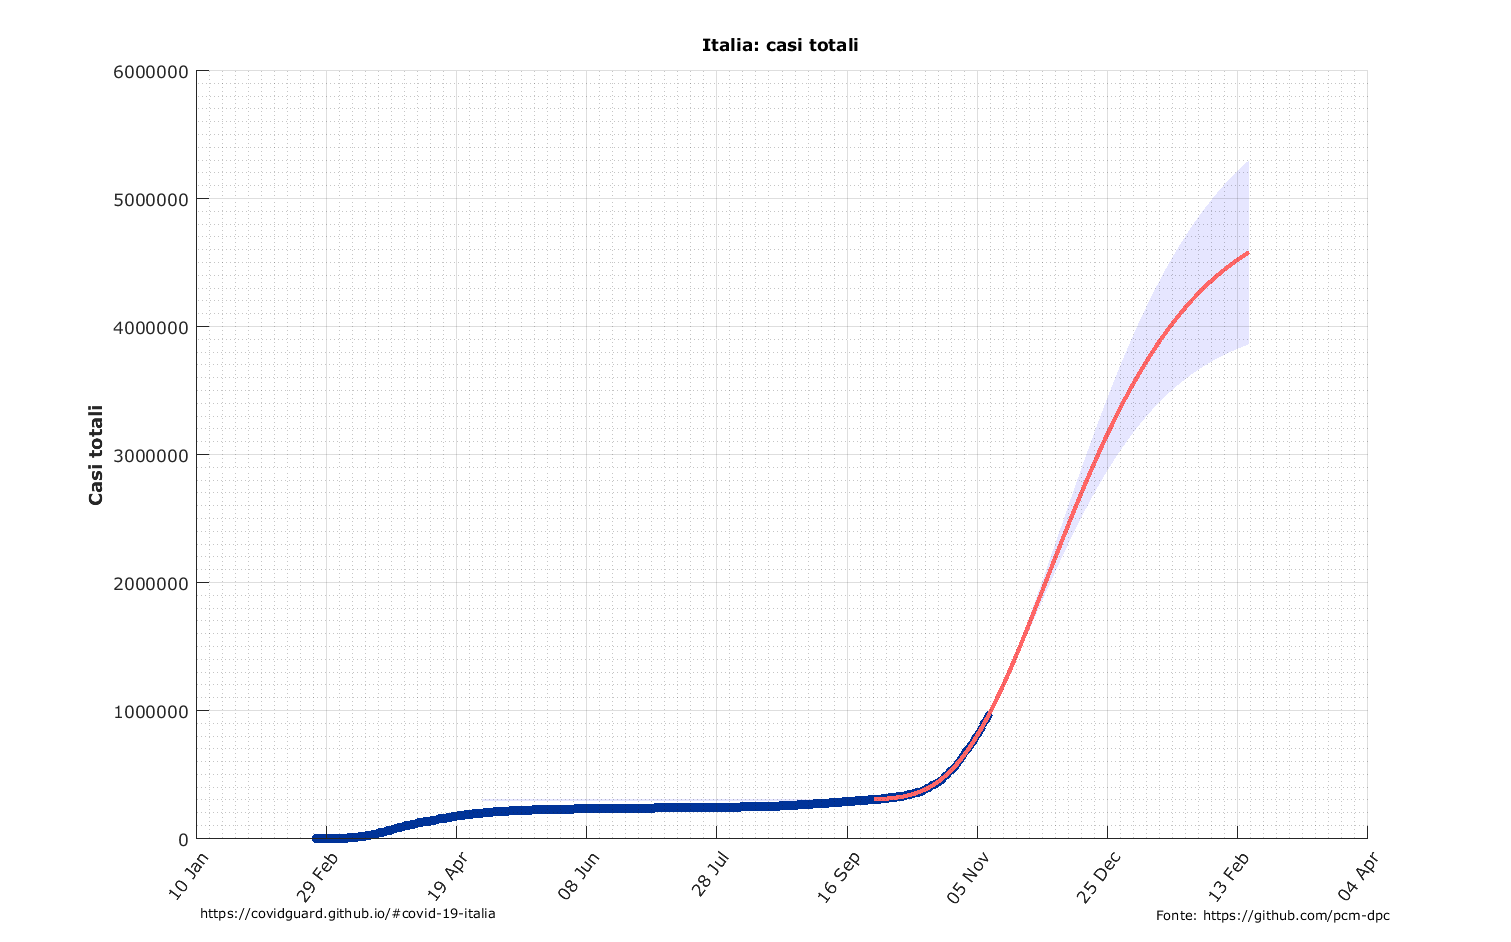 Italia: casi totali
6000000
5000000
4000000
3000000
2000000
1000000
0
Casi totali
10 Jan
29 Feb
19 Apr
08 Jun
28 Jul
16 Sep
05 Nov
25 Dec
13 Feb
04 Apr
https://covidguard.github.io/#covid-19-italia
Fonte: https://github.com/pcm-dpc